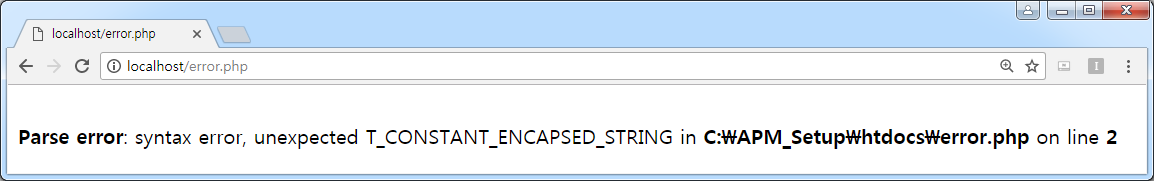 localhost/error.php
localhost/error.php
Parse error: syntax error, unexpected T_CONSTANT_ENCAPSED_STRING in C:₩APM_Setup₩htdocs₩error.php on line 2